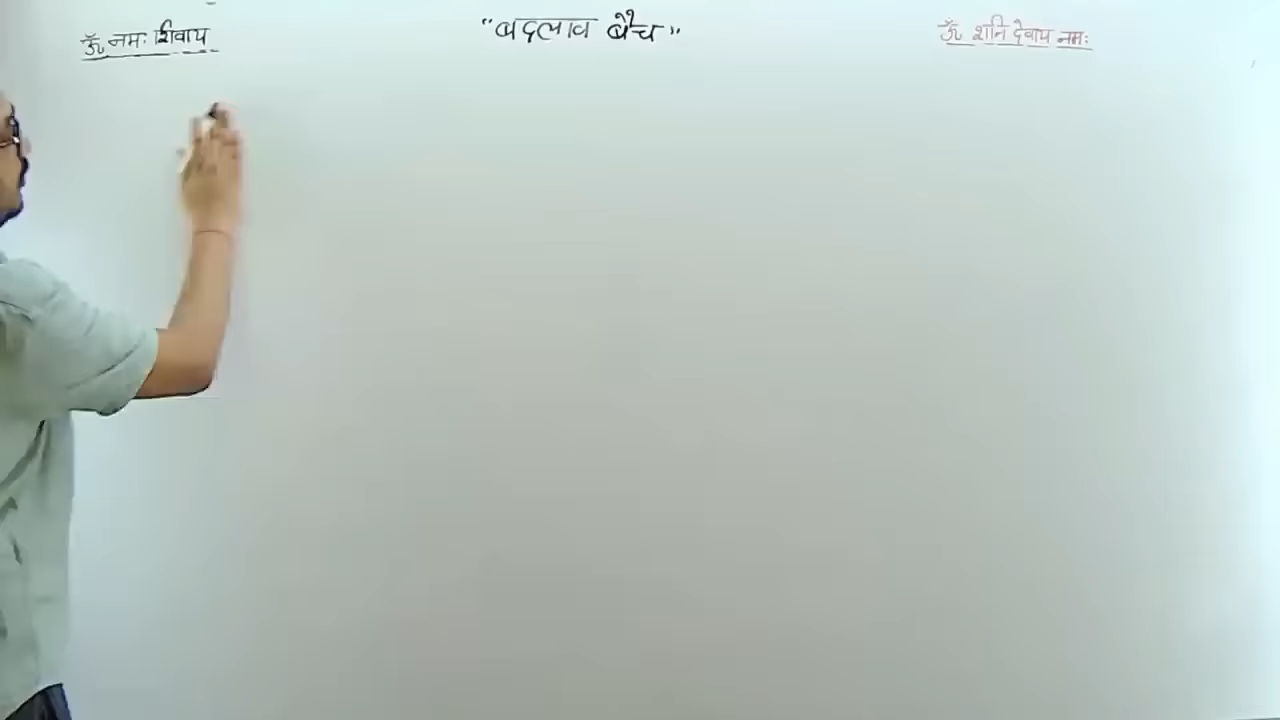 ॐ नमः शिवाय
"बदलाव बैच"
ॐ शनि देवाय नमः